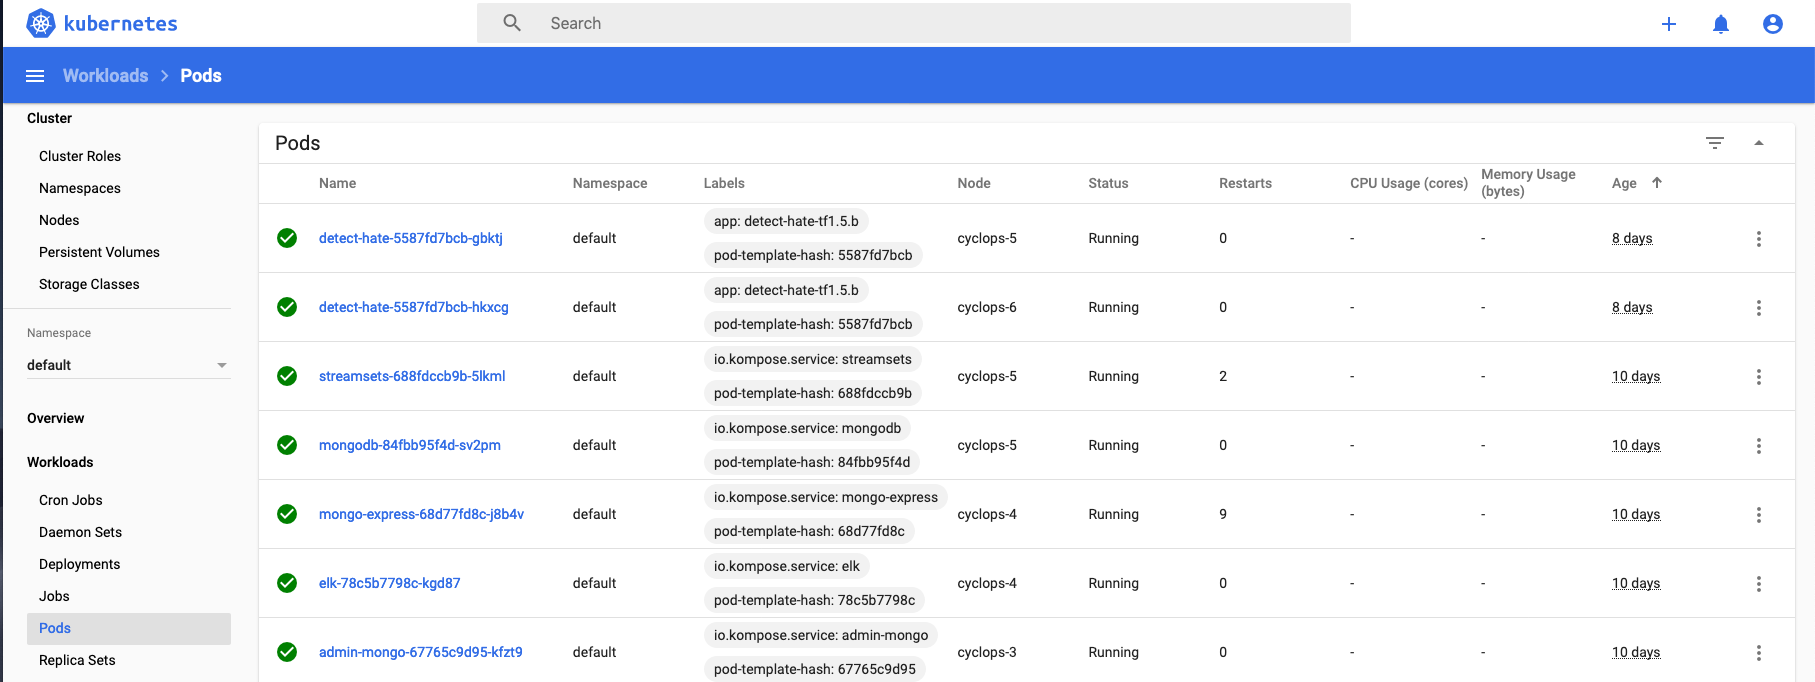 kubernetes
Search
Workloads > Pods
Cluster
Cluster Roles
Namespaces
Nodes
Persistent Volumes
Storage Classes
Namespace
default
Overview
Workloads
Cron Jobs
Daemon Sets
Deployments
Jobs
Pods
Replica Sets
Pods
Name Namespace Labels Node Status Restarts CPU Usage (cores) Memory Usage (bytes) Age
app: detect-hate-tf1.5.b
detect-hate-5587fd7bcb-gbktj default cyclops-5 Running 0 - - 8 days
pod-template-hash: 5587fd7bcb
app: detect-hate-tf1.5.b
detect-hate-5587fd7bcb-hkxcg default cyclops-6 Running 0 - - 8 days
pod-template-hash: 5587fd7bcb
io.kompose.service: streamsets
streamsets-688fdccb9b-5lkml default cyclops-5 Running 2 - - 10 days
pod-template-hash: 688fdccb9b
io.kompose.service: mongodb
mongodb-84fbb95f4d-sv2pm default cyclops-5 Running 0 - - 10 days
pod-template-hash: 84fbb95f4d
io.kompose.service: mongo-express
mongo-express-68d77fd8c-j8b4v default cyclops-4 Running 9 - - 10 days
pod-template-hash: 68d77fd8c
io.kompose.service: elk
elk-78c5b7798c-kgd87 default cyclops-4 Running 0 - - 10 days
pod-template-hash: 78c5b7798c
io.kompose.service: admin-mongo
admin-mongo-67765c9d95-kfzt9 default cyclops-3 Running 0 - - 10 days
pod-template-hash: 67765c9d95